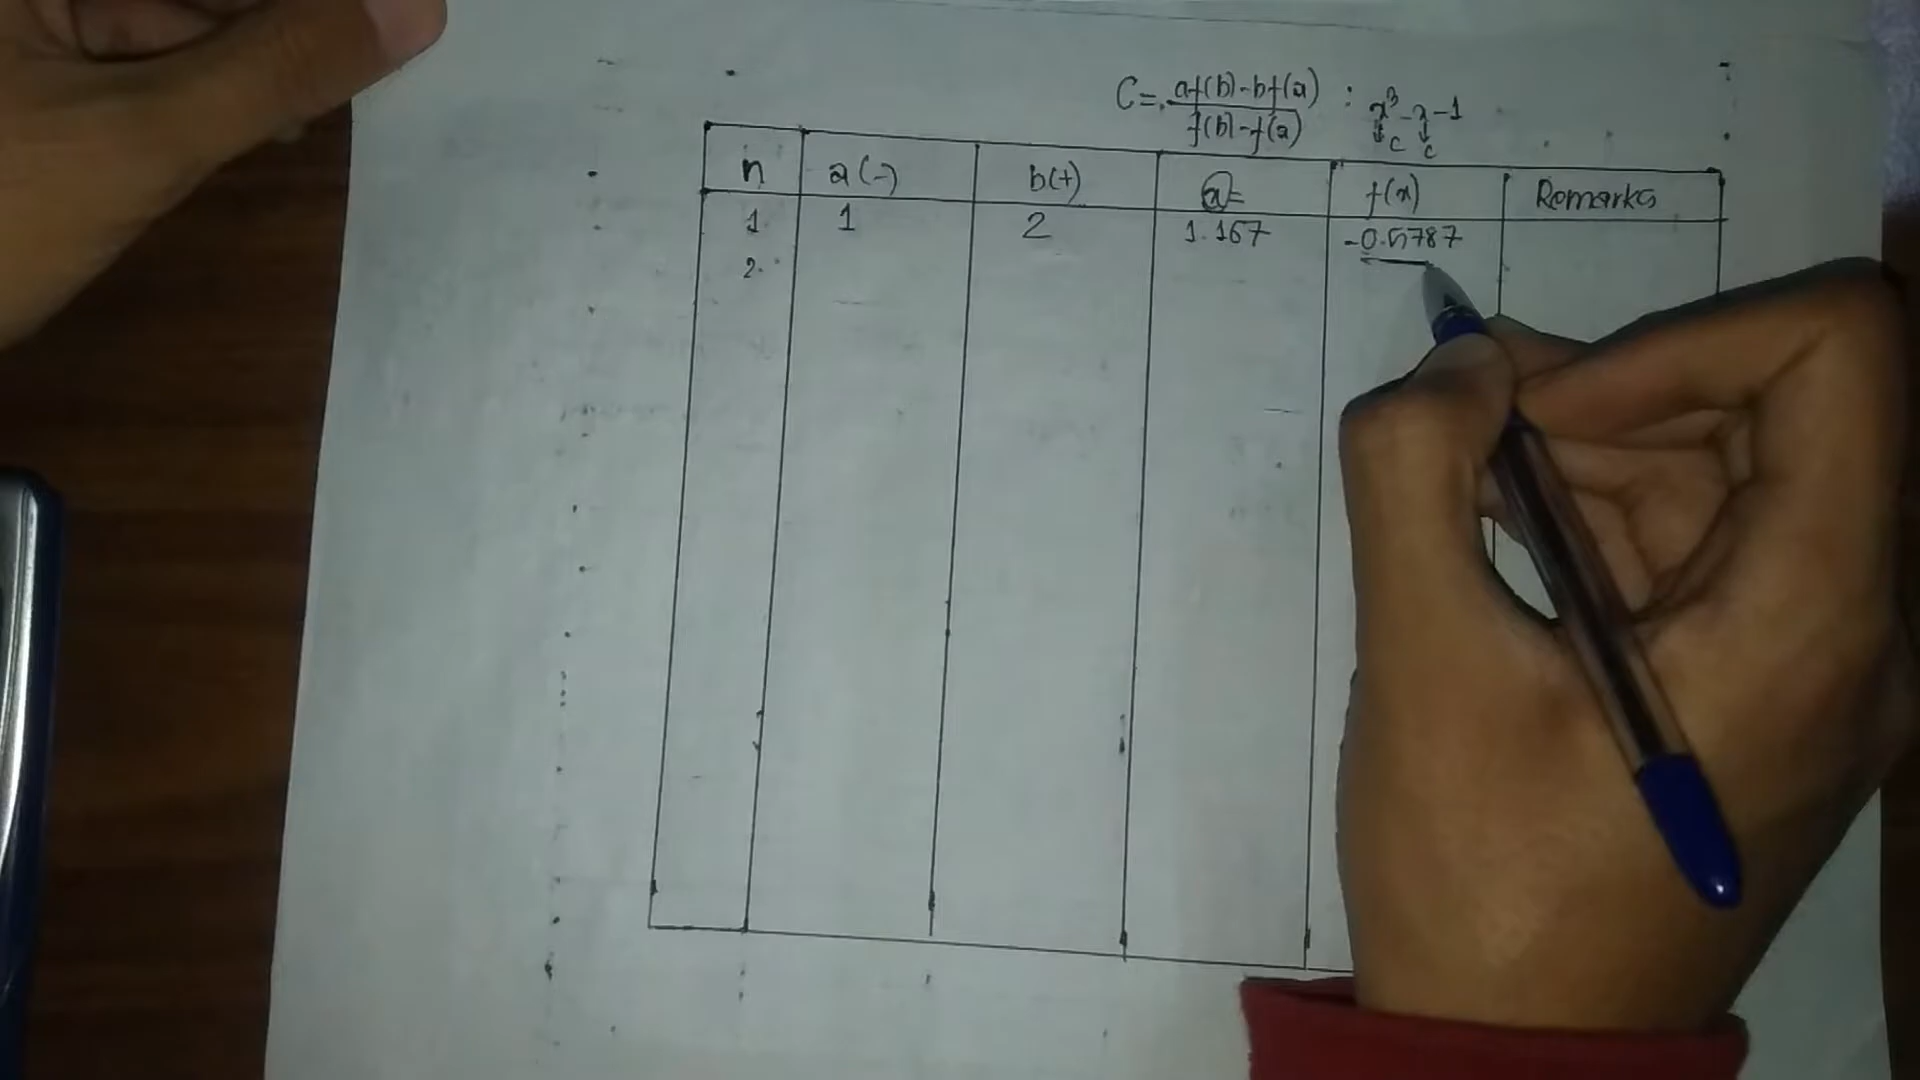 C = af(b)-bf(a) : x³-x-1
f(b)-f(a) c c
n a(-) b(+) x= f(x) Remarks
1. 1 2 1.167 -0.5787
2.